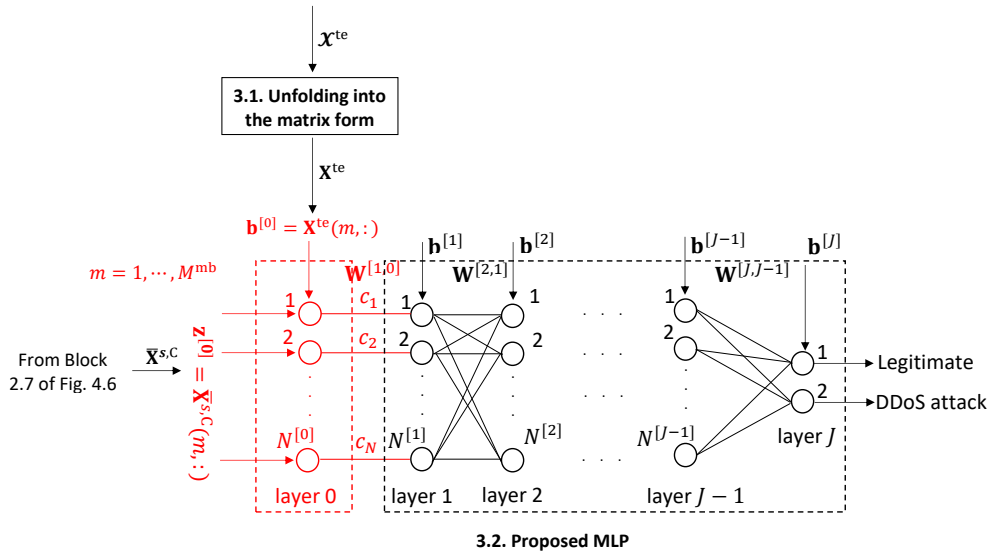 𝓧^te
3.1. Unfolding into
the matrix form
X^te
b^[0] = X^te(m, :)
b^[1]
b^[2]
b^[J−1]
b^[J]
m = 1, ⋯, M^mb
W^[1,0]
W^[2,1]
W^[J,J−1]
1 c_1 1 1 . . . 1
2 c_2 2 2 . . . 2
1 Legitimate
2 DDoS attack
From Block
2.7 of Fig. 4.6
X̄^s,C
z^[0] = X̄^s,C(m, :)
N^[0] c_N N^[1] N^[2] . . . N^[J−1]
layer J
layer 0 layer 1 layer 2 layer J − 1
3.2. Proposed MLP